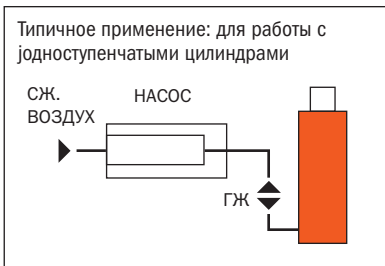 Типичное применение: для работы с
јодноступенчатыми цилиндрами
СЖ.
ВОЗДУХ
НАСОС
ГЖ